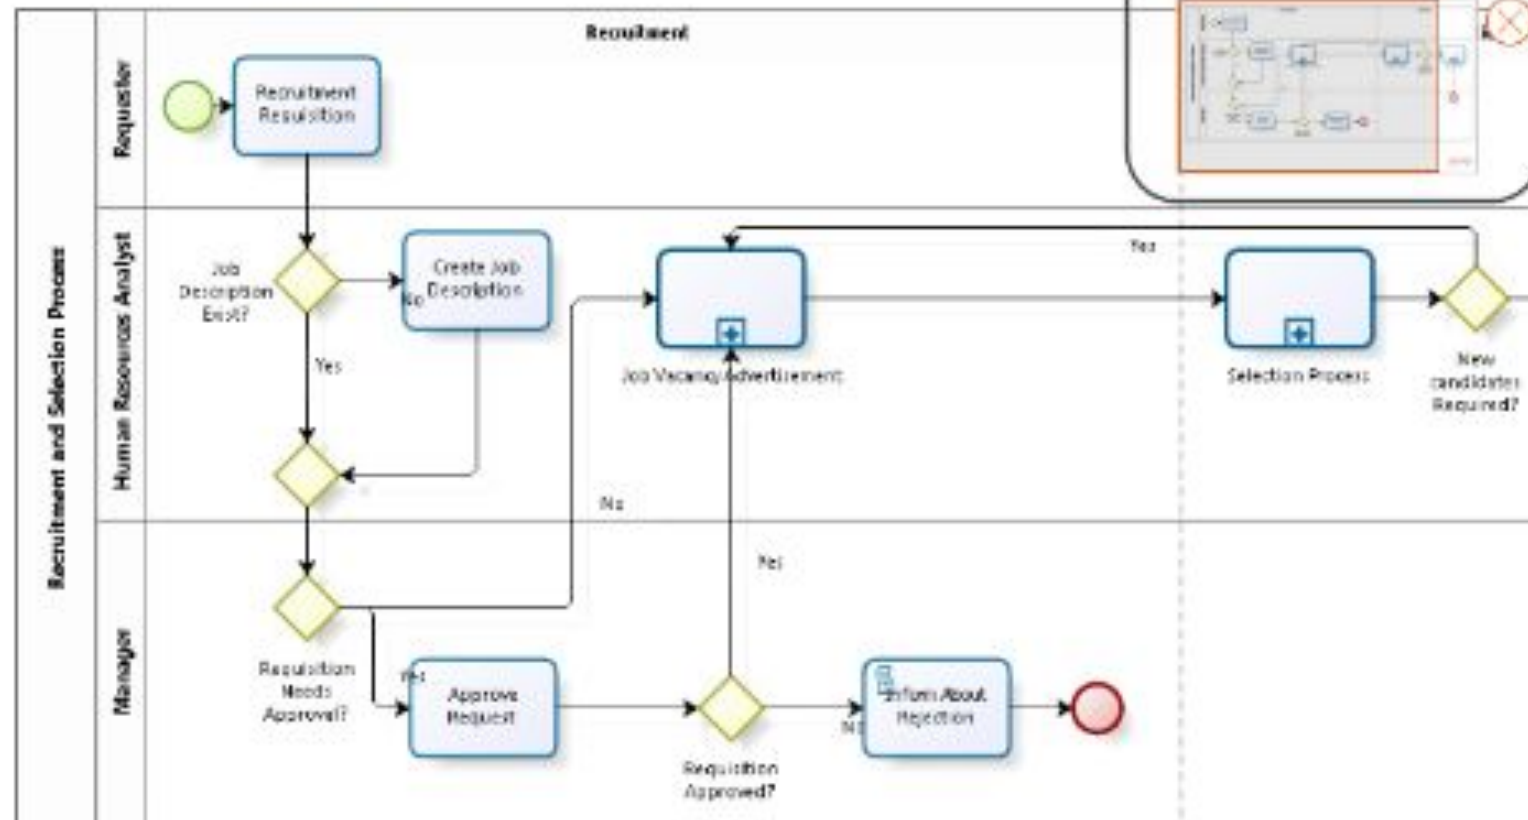 Recruitment
Recruitment and Selection Process
Requester
Recruitment
Requisition
Human Resources Analyst
Job
Description
Exist?
No
Create Job
Description
Yes
Job Vacancy Advertisement
Yes
Selection Process
New
candidates
Required?
No
Manager
Yes
Requisition
Needs
Approval?
Yes
Approve
Request
Requisition
Approved?
No
Inform About
Rejection